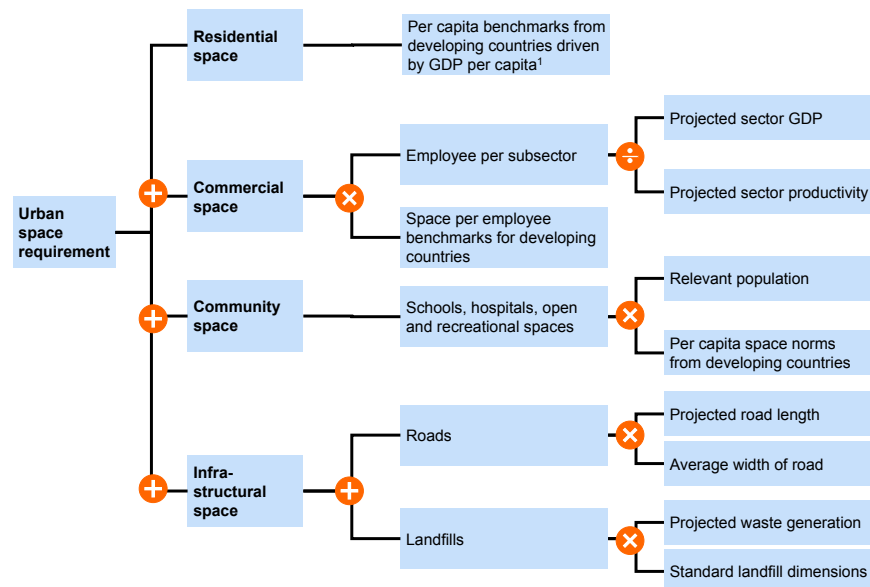 Urban
space
requirement
Residential
space
Per capita benchmarks from
developing countries driven
by GDP per capita¹
Commercial
space
Employee per subsector
Projected sector GDP
Projected sector productivity
Space per employee
benchmarks for developing
countries
Community
space
Schools, hospitals, open
and recreational spaces
Relevant population
Per capita space norms
from developing countries
Infra-
structural
space
Roads
Projected road length
Average width of road
Landfills
Projected waste generation
Standard landfill dimensions